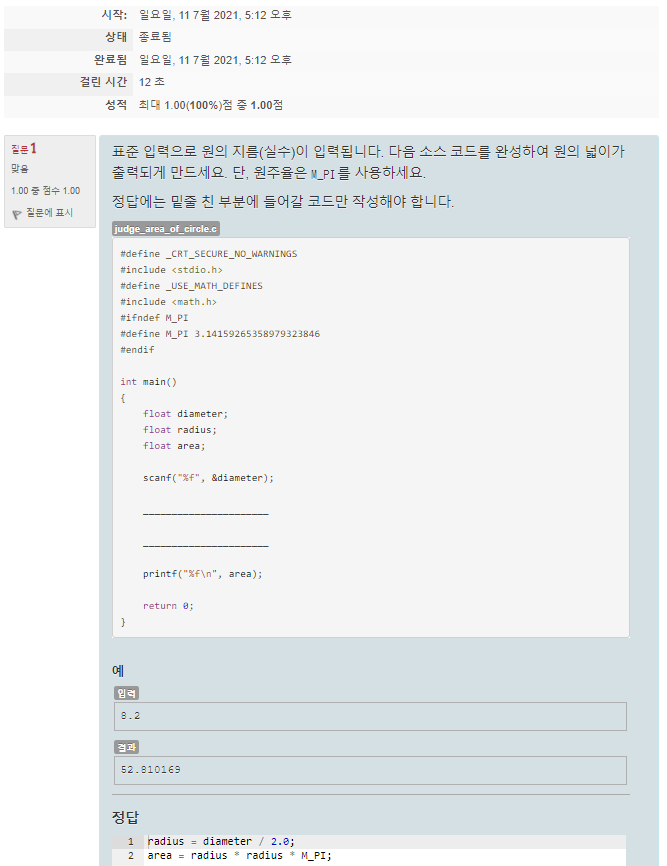 시작: 일요일, 11 7월 2021, 5:12 오후
상태 종료됨
완료됨 일요일, 11 7월 2021, 5:12 오후
걸린 시간 12 초
성적 최대 1.00(100%)점 중 1.00점
질문 1
맞음
1.00 중 점수 1.00
질문에 표시
표준 입력으로 원의 지름(실수)이 입력됩니다. 다음 소스 코드를 완성하여 원의 넓이가
출력되게 만드세요. 단, 원주율은 M_PI 를 사용하세요.
정답에는 밑줄 친 부분에 들어갈 코드만 작성해야 합니다.
judge_area_of_circle.c
#define _CRT_SECURE_NO_WARNINGS
#include <stdio.h>
#define _USE_MATH_DEFINES
#include <math.h>
#ifndef M_PI
#define M_PI 3.14159265358979323846
#endif
int main()
{
float diameter;
float radius;
float area;
scanf("%f", &diameter);
______________________
______________________
printf("%f\n", area);
return 0;
}
예
입력
8.2
결과
52.810169
정답
1 radius = diameter / 2.0;
2 area = radius * radius * M_PI;